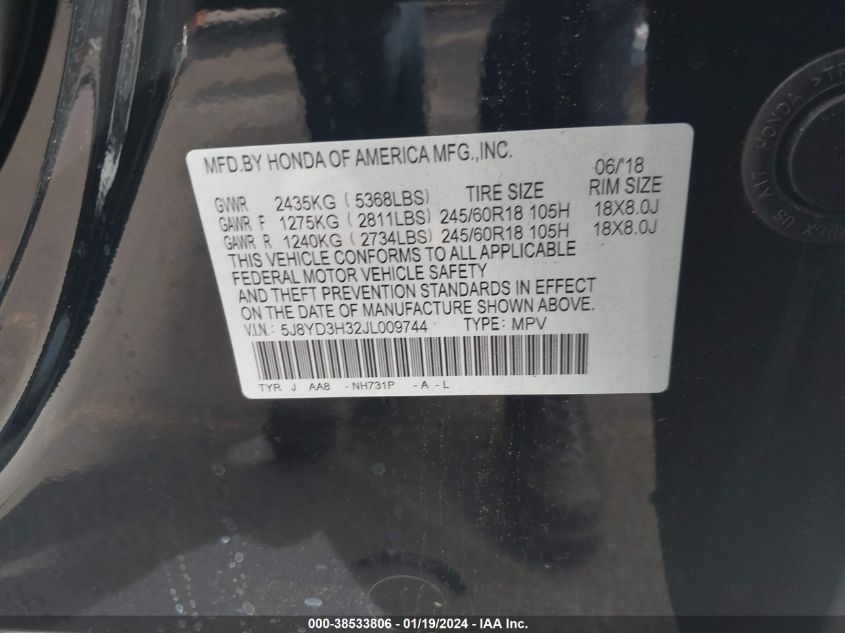 MFD.BY HONDA OF AMERICA MFG.,INC. 06/'18
GVWR 2435KG ( 5368LBS) TIRE SIZE RIM SIZE
GAWR F 1275KG ( 2811LBS) 245/60R18 105H 18X8.0J
GAWR R 1240KG ( 2734LBS) 245/60R18 105H 18X8.0J
THIS VEHICLE CONFORMS TO ALL APPLICABLE
FEDERAL MOTOR VEHICLE SAFETY
AND THEFT PREVENTION STANDARDS IN EFFECT
ON THE DATE OF MANUFACTURE SHOWN ABOVE.
V.I.N.: 5J8YD3H32JL009744 TYPE: MPV
TYR J AA8 -NH731P -A -L
HONDA
000-38533806 - 01/19/2024 - IAA Inc.